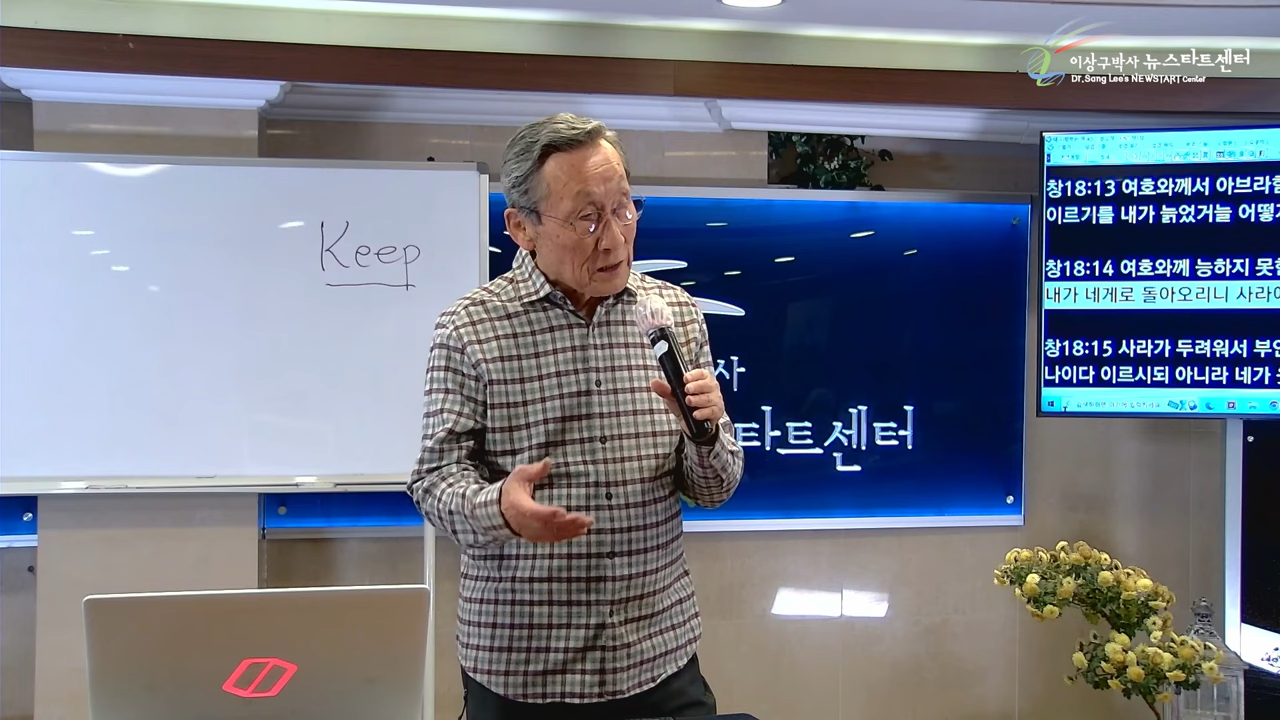 이상구박사 뉴스타트센터
Dr. Sang Lee's NEWSTART Center
Keep
사
타트센터
창18:13 여호와께서 아브라함
이르기를 내가 늙었거늘 어떻게
창18:14 여호와께 능하지 못한
내가 네게로 돌아오리니 사라에
창18:15 사라가 두려워서 부인
나이다 이르시되 아니라 네가